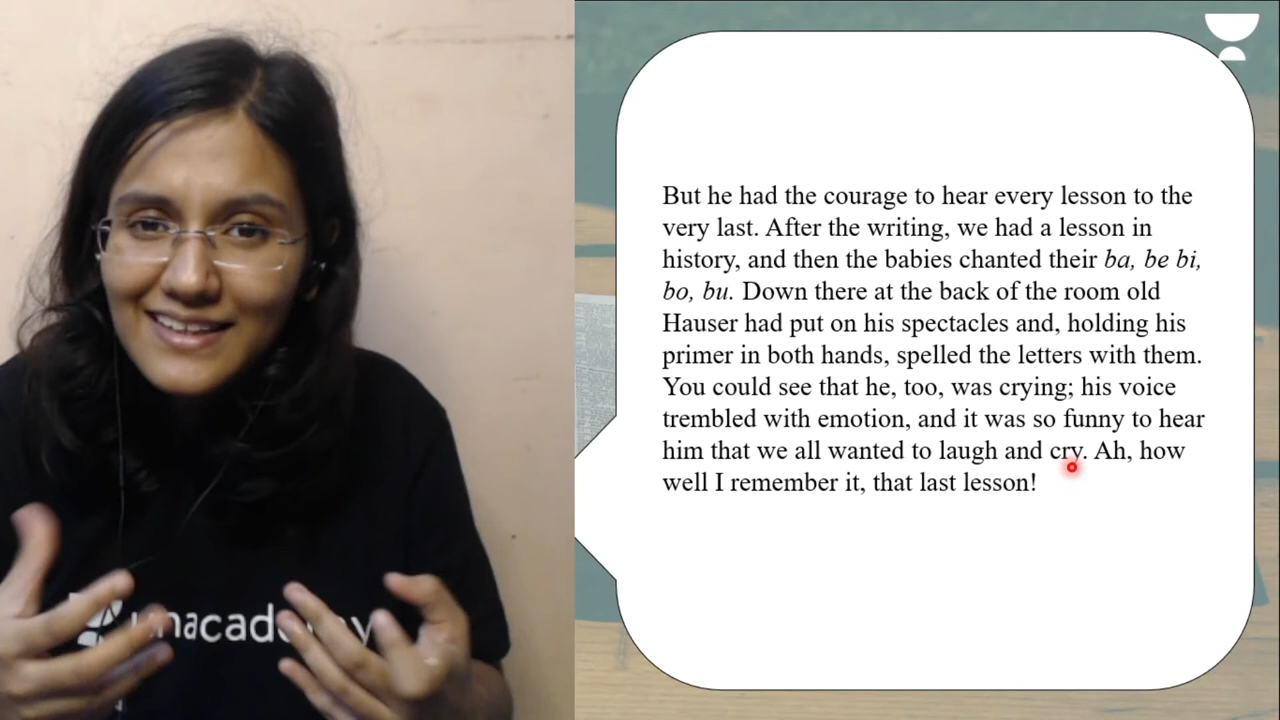 But he had the courage to hear every lesson to the
very last. After the writing, we had a lesson in
history, and then the babies chanted their ba, be bi,
bo, bu. Down there at the back of the room old
Hauser had put on his spectacles and, holding his
primer in both hands, spelled the letters with them.
You could see that he, too, was crying; his voice
trembled with emotion, and it was so funny to hear
him that we all wanted to laugh and cry. Ah, how
well I remember it, that last lesson!
unacademy